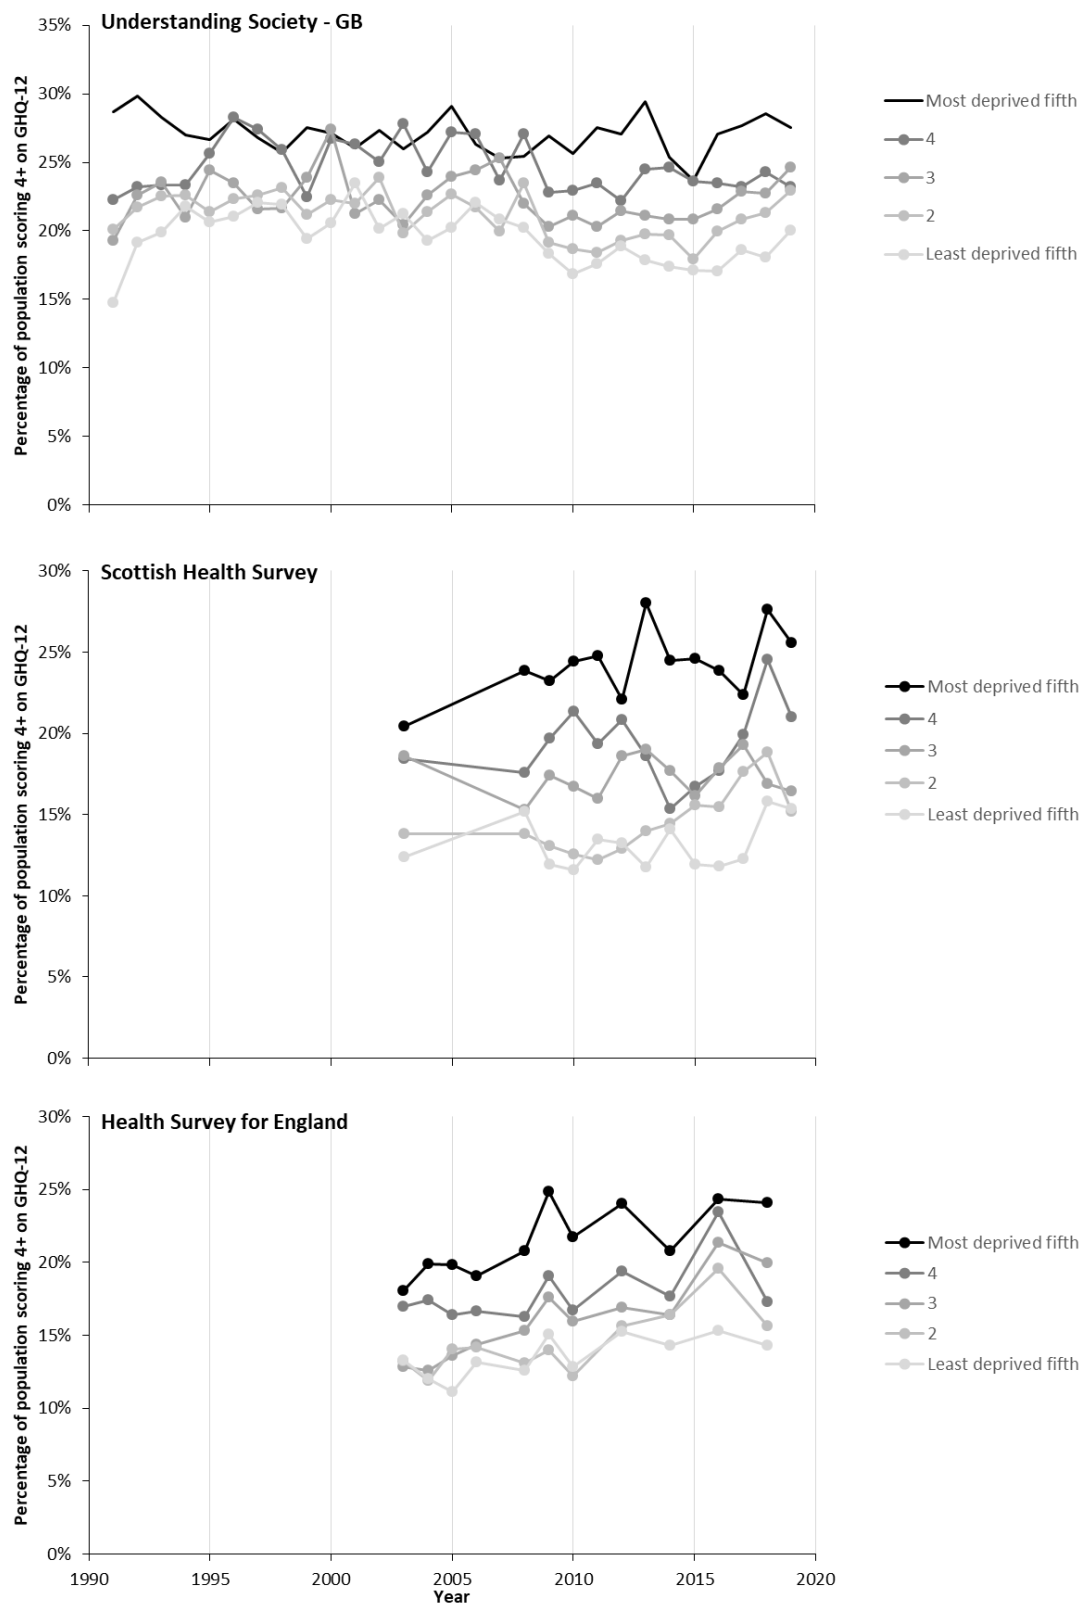 Understanding Society - GB
Percentage of population scoring 4+ on GHQ-12
35%
30%
25%
20%
15%
10%
5%
0%
Most deprived fifth
4
3
2
Least deprived fifth
Scottish Health Survey
Percentage of population scoring 4+ on GHQ-12
30%
25%
20%
15%
10%
5%
0%
Most deprived fifth
4
3
2
Least deprived fifth
Health Survey for England
Percentage of population scoring 4+ on GHQ-12
30%
25%
20%
15%
10%
5%
0%
Most deprived fifth
4
3
2
Least deprived fifth
1990 1995 2000 2005 2010 2015 2020
Year